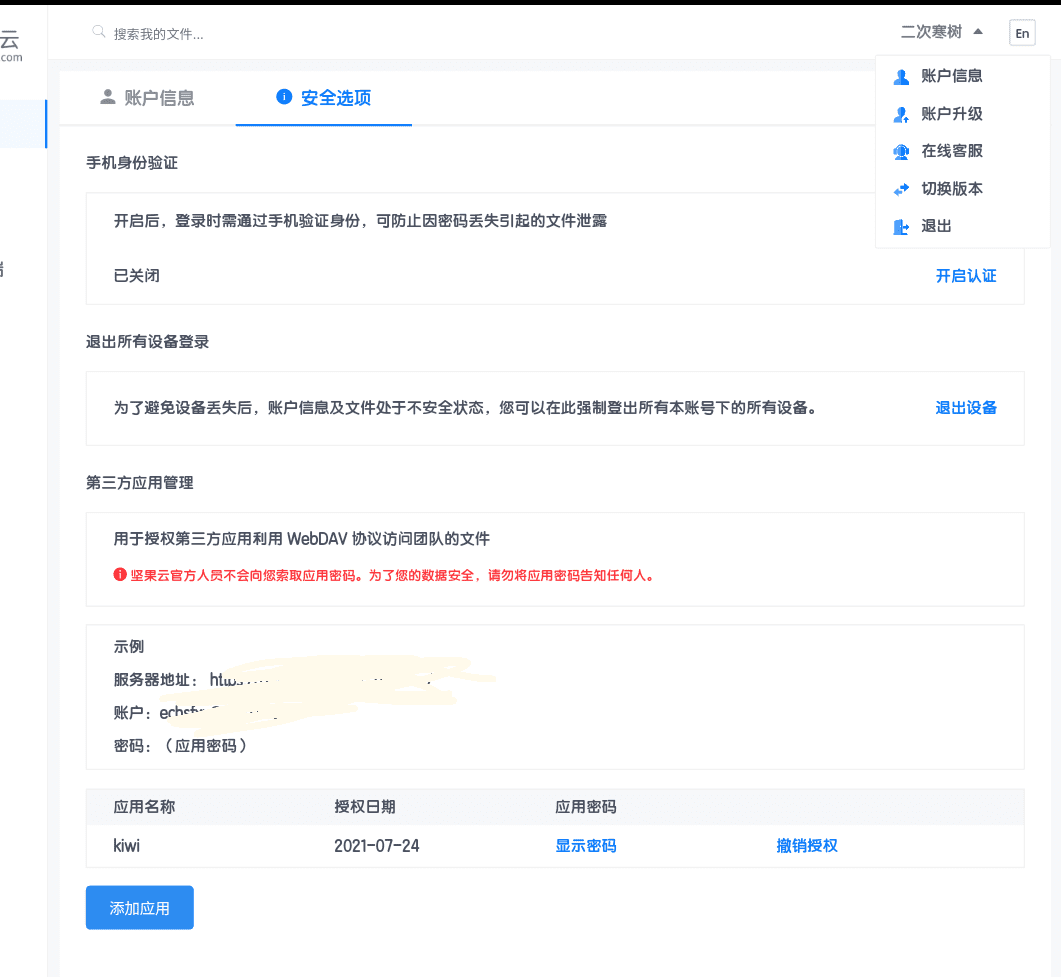 云
com
搜索我的文件...
二次寒树
En
账户信息
安全选项
账户信息
账户升级
在线客服
切换版本
退出
手机身份验证
开启后，登录时需通过手机验证身份，可防止因密码丢失引起的文件泄露
已关闭
开启认证
退出所有设备登录
为了避免设备丢失后，账户信息及文件处于不安全状态，您可以在此强制登出所有本账号下的所有设备。
退出设备
第三方应用管理
用于授权第三方应用利用 WebDAV 协议访问团队的文件
坚果云官方人员不会向您索取应用密码。为了您的数据安全，请勿将应用密码告知任何人。
示例
服务器地址：
账户：
密码：（应用密码）
应用名称 授权日期 应用密码
kiwi 2021-07-24 显示密码 撤销授权
添加应用